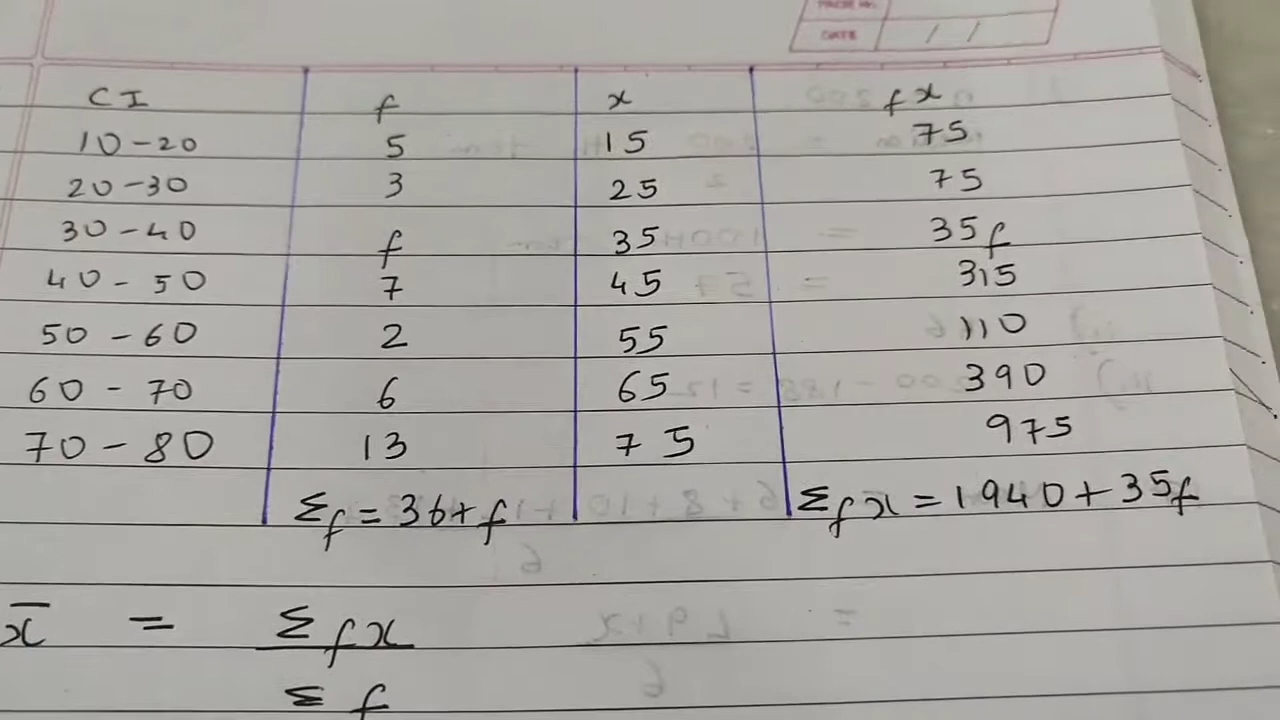 PAGE No.
DATE / /
CI f x fx
10-20 5 15 75
20-30 3 25 75
30-40 f 35 35f
40-50 7 45 315
50-60 2 55 110
60-70 6 65 390
70-80 13 75 975
Σf = 36+f Σfx = 1940+35f
x̄ = Σfx
Σf